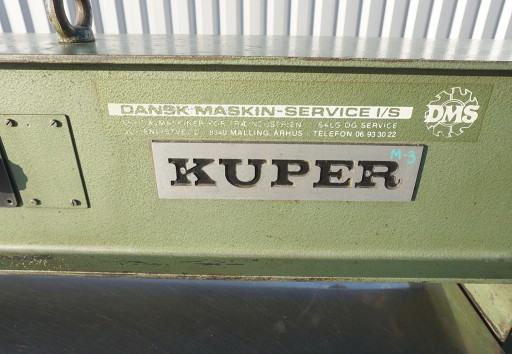 DANSK MASKIN-SERVICE I/S
SALG OG SERVICE
8340 MALLING ÅRHUS TELEFON 06 93 30 22
DMS
KUPER
M-3